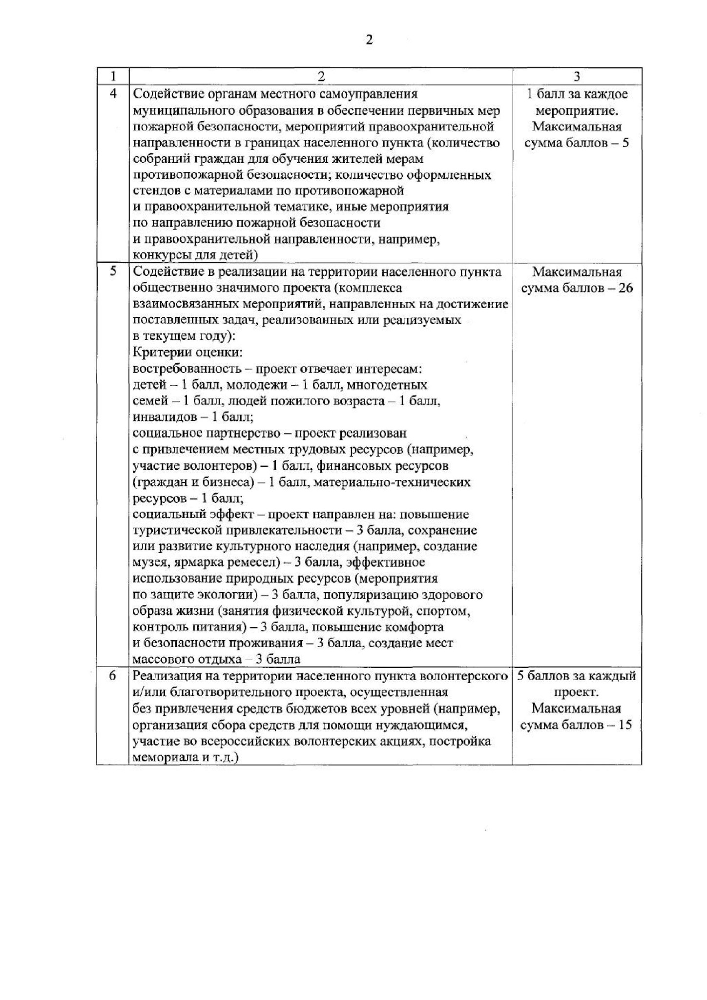 2
1 2 3
4 Содействие органам местного самоуправления 1 балл за каждое
муниципального образования в обеспечении первичных мер мероприятие.
пожарной безопасности, мероприятий правоохранительной Максимальная
направленности в границах населенного пункта (количество сумма баллов – 5
собраний граждан для обучения жителей мерам
противопожарной безопасности; количество оформленных
стендов с материалами по противопожарной
и правоохранительной тематике, иные мероприятия
по направлению пожарной безопасности
и правоохранительной направленности, например,
конкурсы для детей)
5 Содействие в реализации на территории населенного пункта Максимальная
общественно значимого проекта (комплекса сумма баллов – 26
взаимосвязанных мероприятий, направленных на достижение
поставленных задач, реализованных или реализуемых
в текущем году):
Критерии оценки:
востребованность – проект отвечает интересам:
детей – 1 балл, молодежи – 1 балл, многодетных
семей – 1 балл, людей пожилого возраста – 1 балл,
инвалидов – 1 балл;
социальное партнерство – проект реализован
с привлечением местных трудовых ресурсов (например,
участие волонтеров) – 1 балл, финансовых ресурсов
(граждан и бизнеса) – 1 балл, материально-технических
ресурсов – 1 балл;
социальный эффект – проект направлен на: повышение
туристической привлекательности – 3 балла, сохранение
или развитие культурного наследия (например, создание
музея, ярмарка ремесел) – 3 балла, эффективное
использование природных ресурсов (мероприятия
по защите экологии) – 3 балла, популяризацию здорового
образа жизни (занятия физической культурой, спортом,
контроль питания) – 3 балла, повышение комфорта
и безопасности проживания – 3 балла, создание мест
массового отдыха – 3 балла
6 Реализация на территории населенного пункта волонтерского 5 баллов за каждый
и/или благотворительного проекта, осуществленная проект.
без привлечения средств бюджетов всех уровней (например, Максимальная
организация сбора средств для помощи нуждающимся, сумма баллов – 15
участие во всероссийских волонтерских акциях, постройка
мемориала и т.д.)